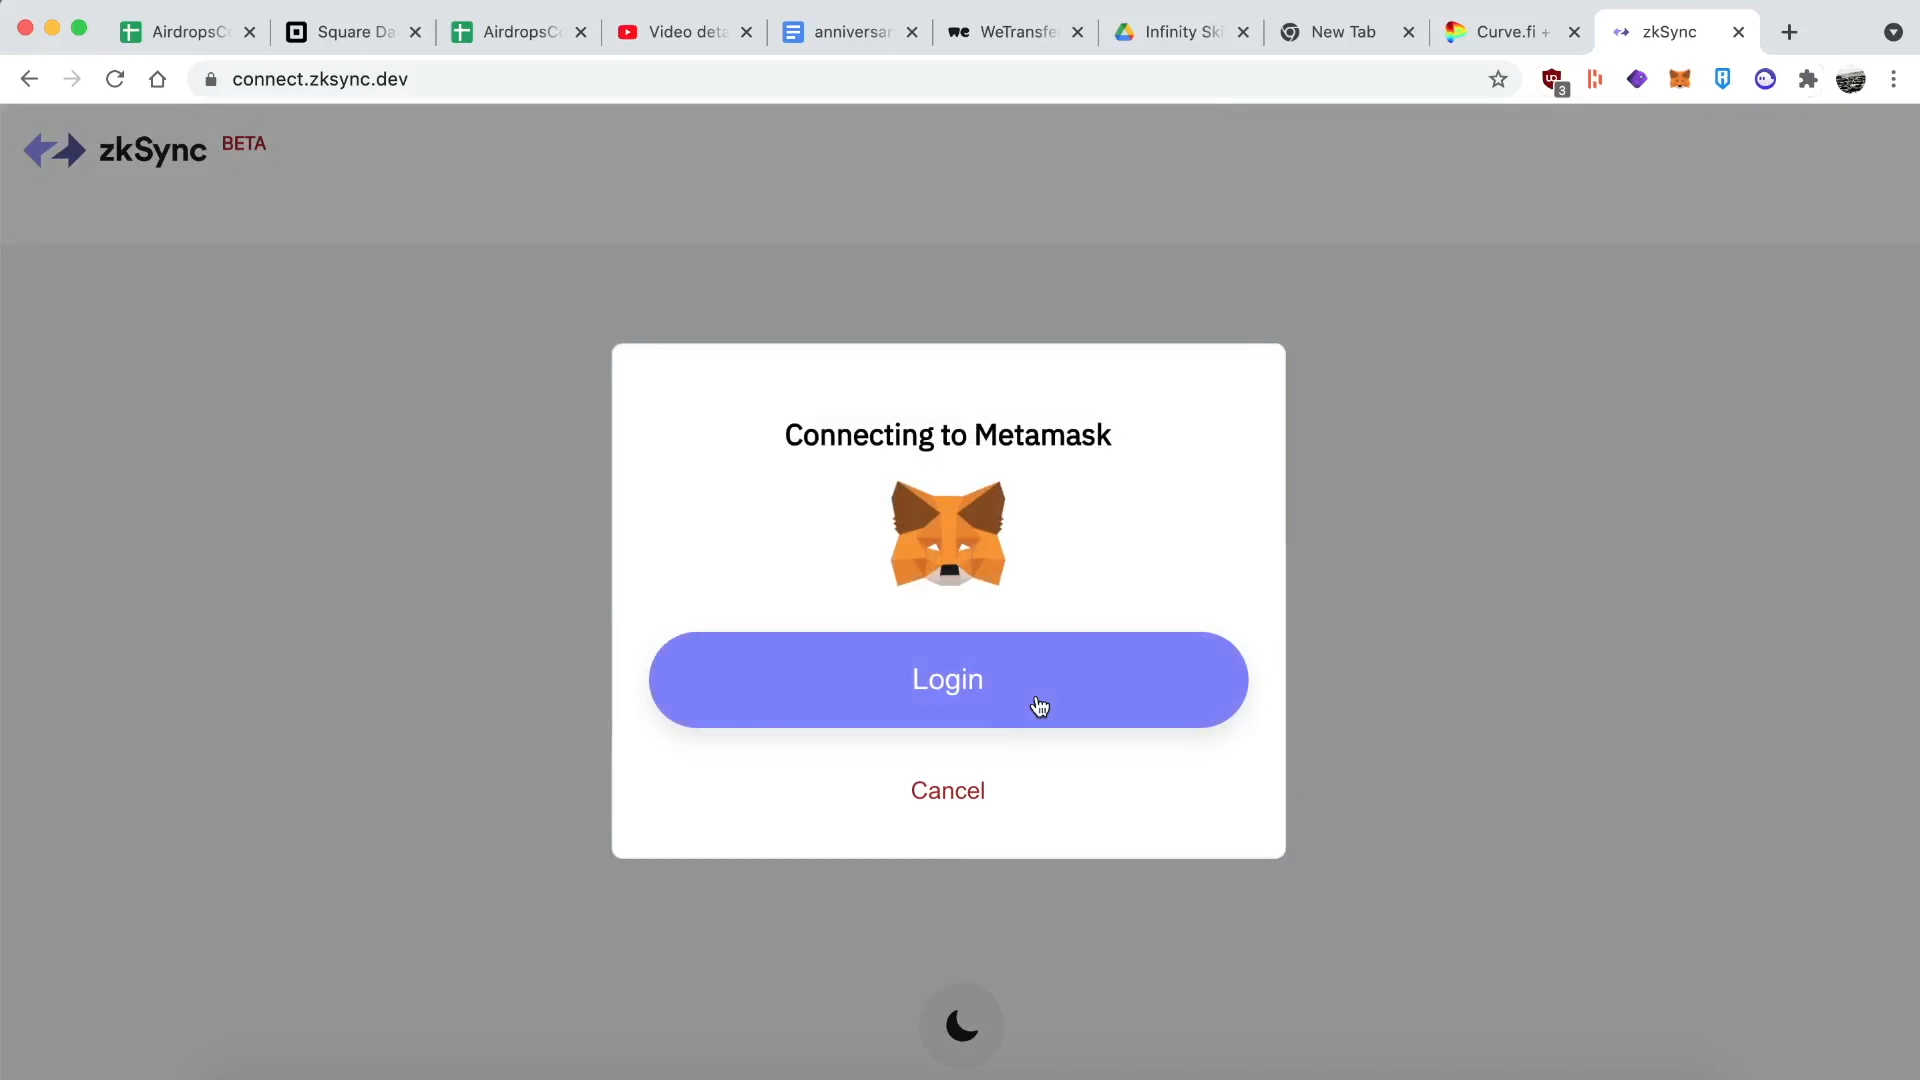 AirdropsC
Square Da
AirdropsC
Video deta
anniversar
WeTransfe
Infinity Ski
New Tab
Curve.fi +
zkSync
connect.zksync.dev
3
zkSync BETA
Connecting to Metamask
Login
Cancel